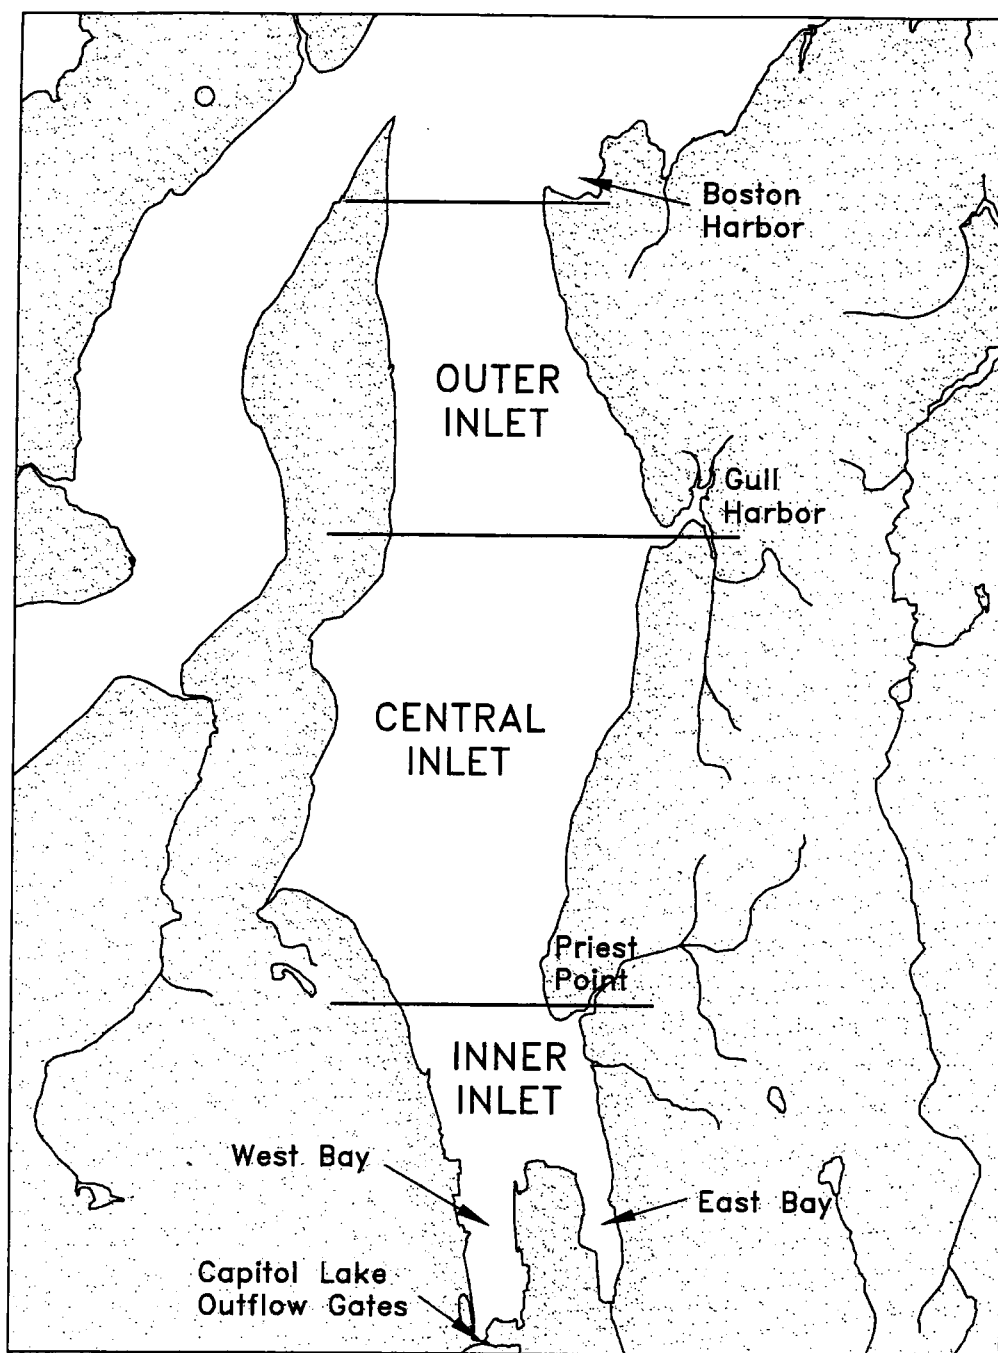 Boston
Harbor
OUTER
INLET
Gull
Harbor
CENTRAL
INLET
Priest
Point
INNER
INLET
West Bay
East Bay
Capitol Lake
Outflow Gates